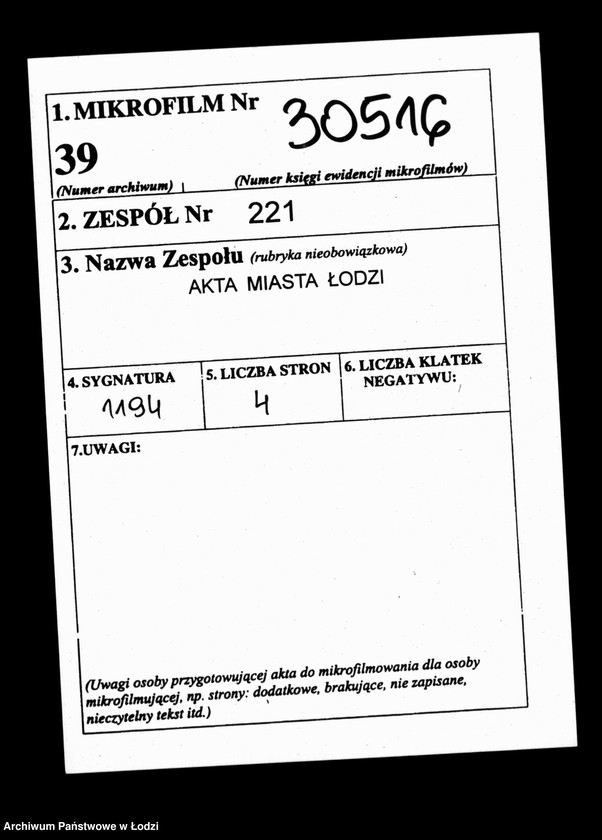 1. MIKROFILM Nr 30516
39
(Numer archiwum) (Numer księgi ewidencji mikrofilmów)
2. ZESPÓŁ Nr 221
3. Nazwa Zespołu (rubryka nieobowiązkowa)
AKTA MIASTA ŁODZI
4. SYGNATURA 5. LICZBA STRON 6. LICZBA KLATEK
NEGATYWU:
1194 4
7.UWAGI:
(Uwagi osoby przygotowującej akta do mikrofilmowania dla osoby
mikrofilmującej, np. strony: dodatkowe, brakujące, nie zapisane,
nieczytelny tekst itd.)
Archiwum Państwowe w Łodzi